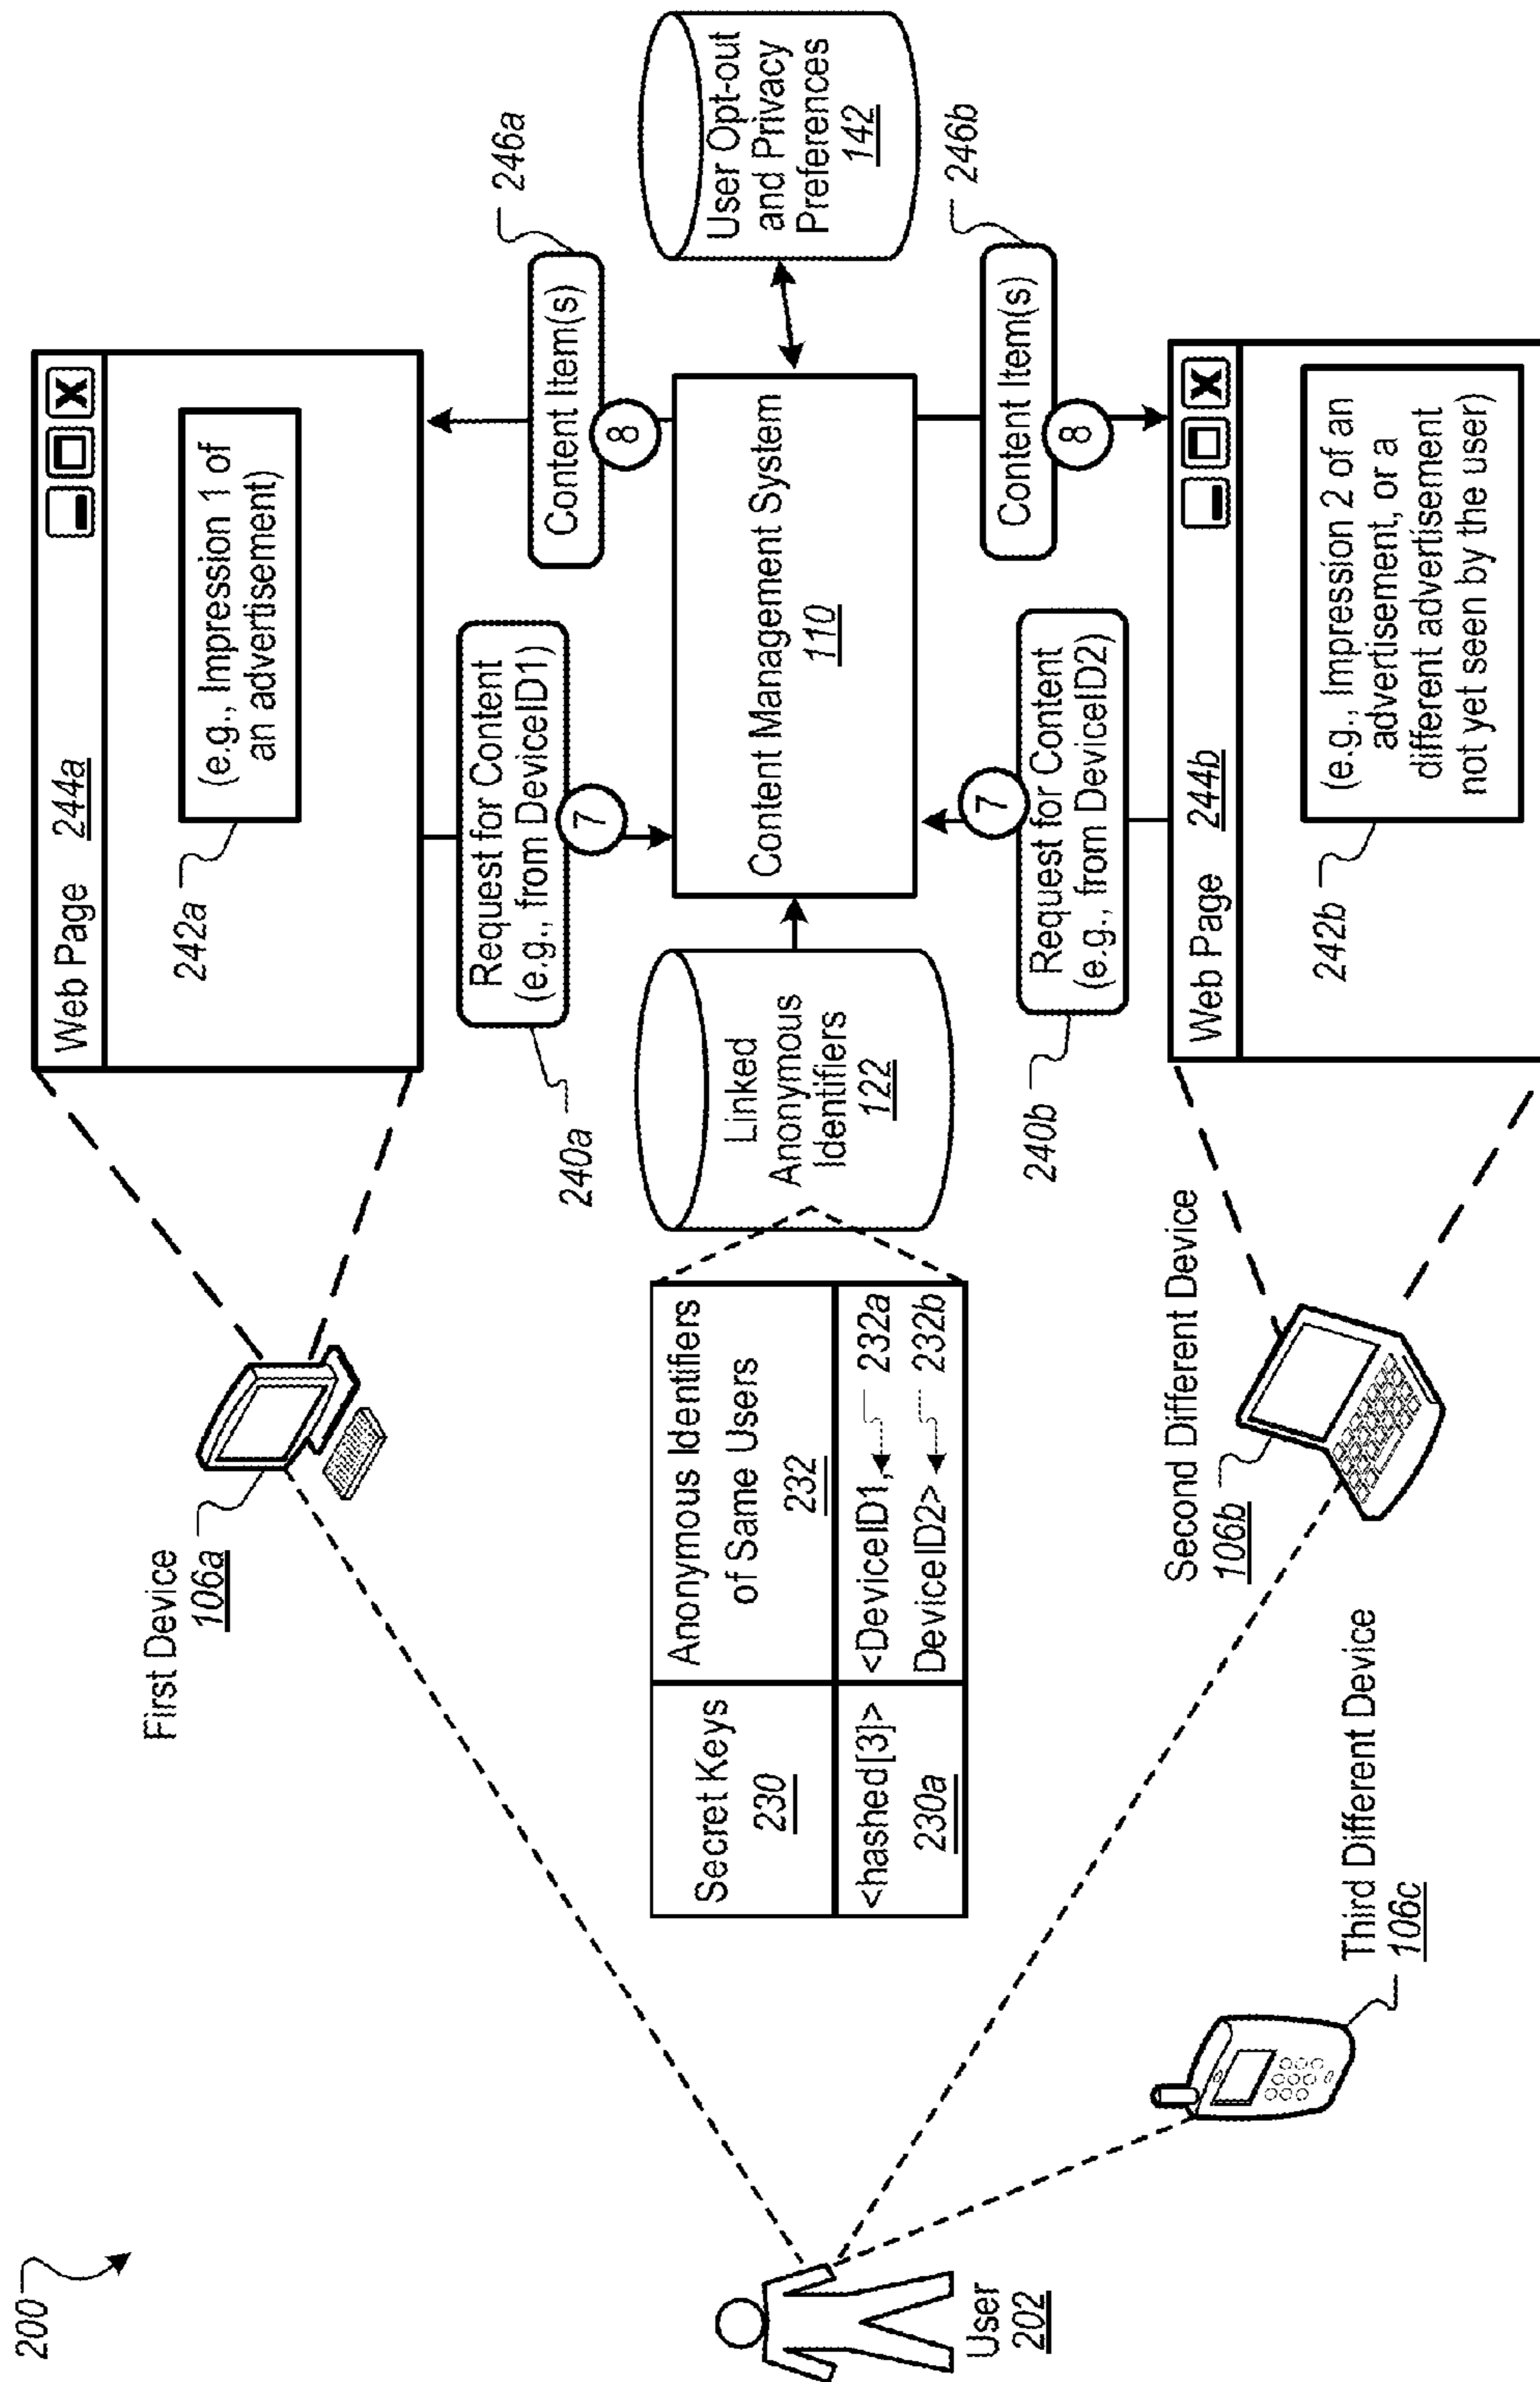 200
User
202
First Device
106a
Second Different Device
106b
Third Different Device
106c
Secret Keys
230
Anonymous Identifiers
of Same Users
232
<hashed[3]>
230a
<DeviceID1,
232a
DeviceID2>
232b
Linked
Anonymous
Identifiers
122
Web Page 244a
242a
(e.g., Impression 1 of
an advertisement)
240a
Request for Content
(e.g., from DeviceID1)
7
Content Item(s)
8
246a
Content Management System
110
User Opt-out
and Privacy
Preferences
142
240b
Request for Content
(e.g., from DeviceID2)
7
Content Item(s)
8
246b
Web Page 244b
242b
(e.g., Impression 2 of an
advertisement, or a
different advertisement
not yet seen by the user)